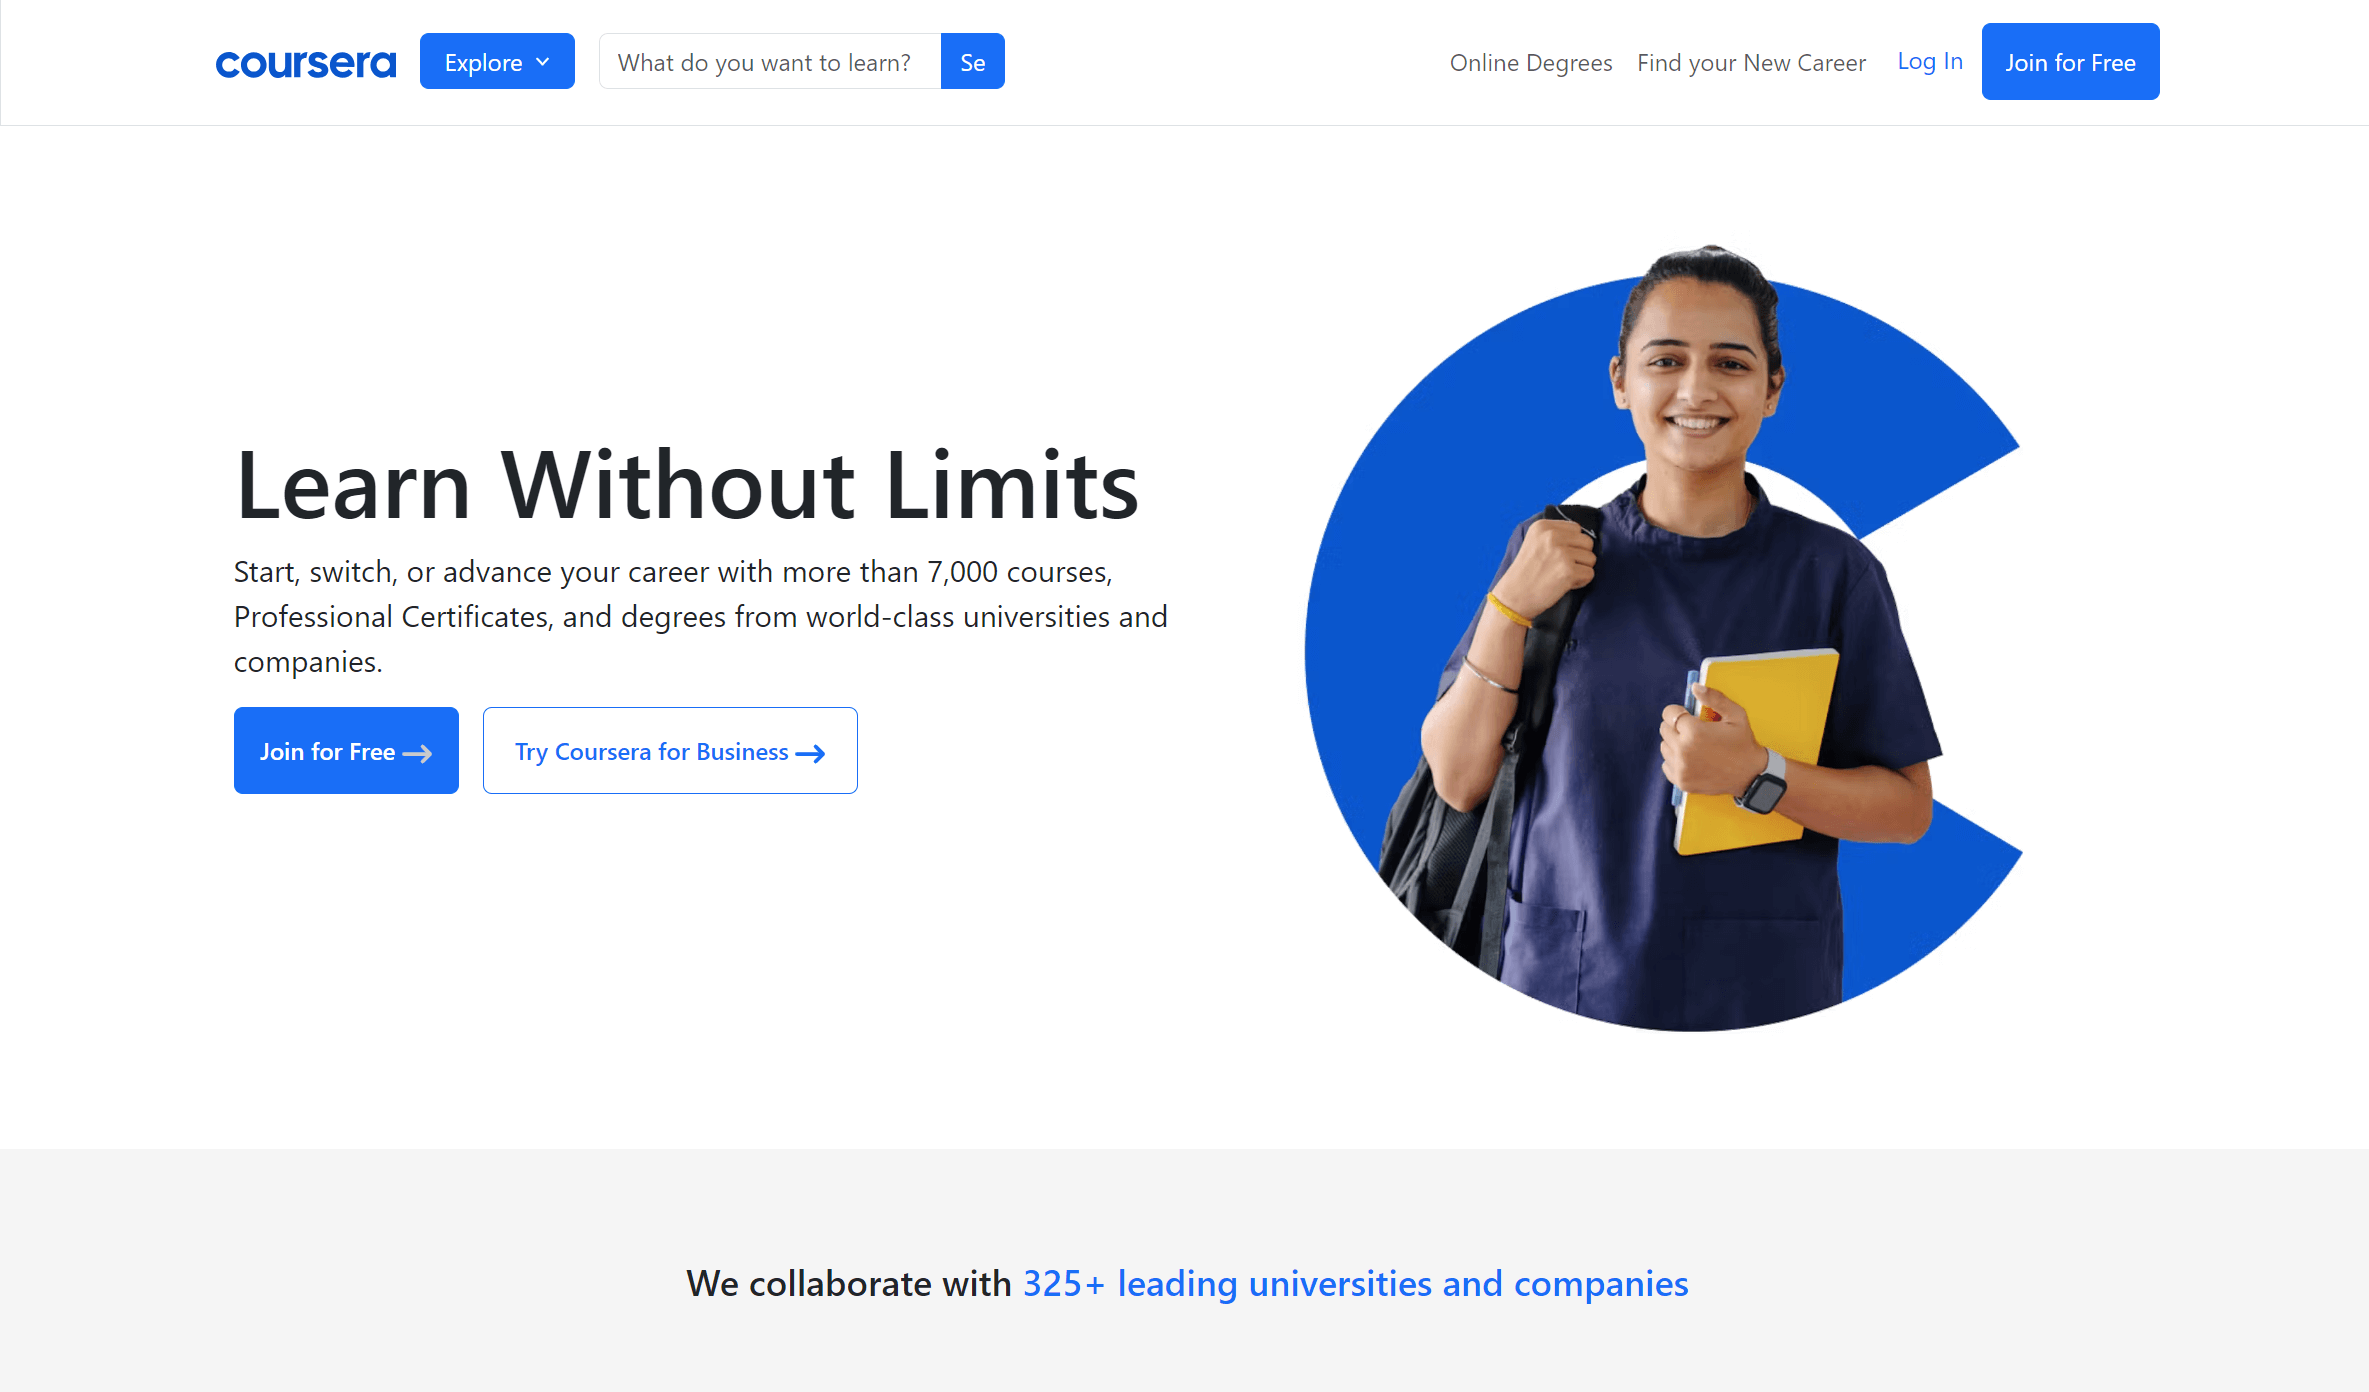 coursera
Explore
What do you want to learn?
Se
Online Degrees
Find your New Career
Log In
Join for Free
Learn Without Limits
Start, switch, or advance your career with more than 7,000 courses,
Professional Certificates, and degrees from world-class universities and
companies.
Join for Free
Try Coursera for Business
We collaborate with 325+ leading universities and companies